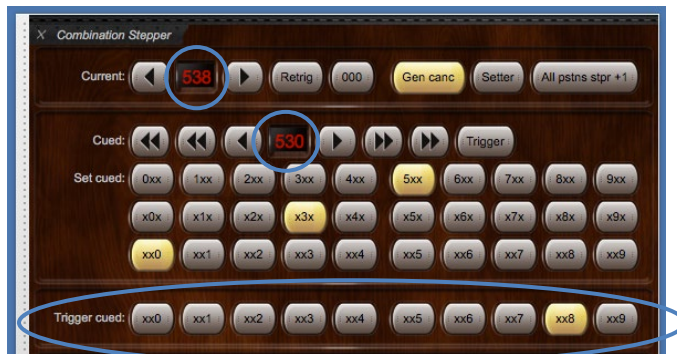 X Combination Stepper
Current: 538 Retrig 000 Gen canc Setter All pstns stpr +1
Cued: 530 Trigger
Set cued: 0xx 1xx 2xx 3xx 4xx 5xx 6xx 7xx 8xx 9xx
x0x x1x x2x x3x x4x x5x x6x x7x x8x x9x
xx0 xx1 xx2 xx3 xx4 xx5 xx6 xx7 xx8 xx9
Trigger cued: xx0 xx1 xx2 xx3 xx4 xx5 xx6 xx7 xx8 xx9